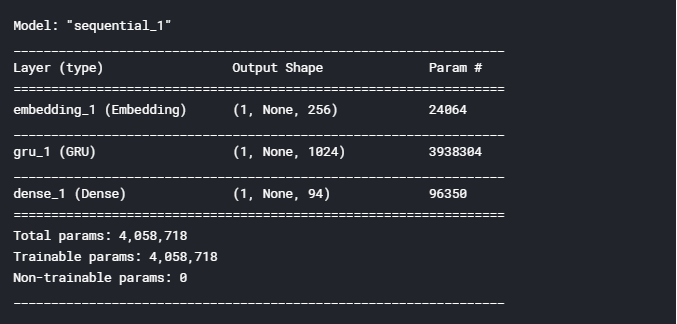 Model: "sequential_1"
_________________________________________________________________
Layer (type)                 Output Shape              Param #
=================================================================
embedding_1 (Embedding)      (1, None, 256)            24064
_________________________________________________________________
gru_1 (GRU)                  (1, None, 1024)           3938304
_________________________________________________________________
dense_1 (Dense)              (1, None, 94)             96350
=================================================================
Total params: 4,058,718
Trainable params: 4,058,718
Non-trainable params: 0
_________________________________________________________________